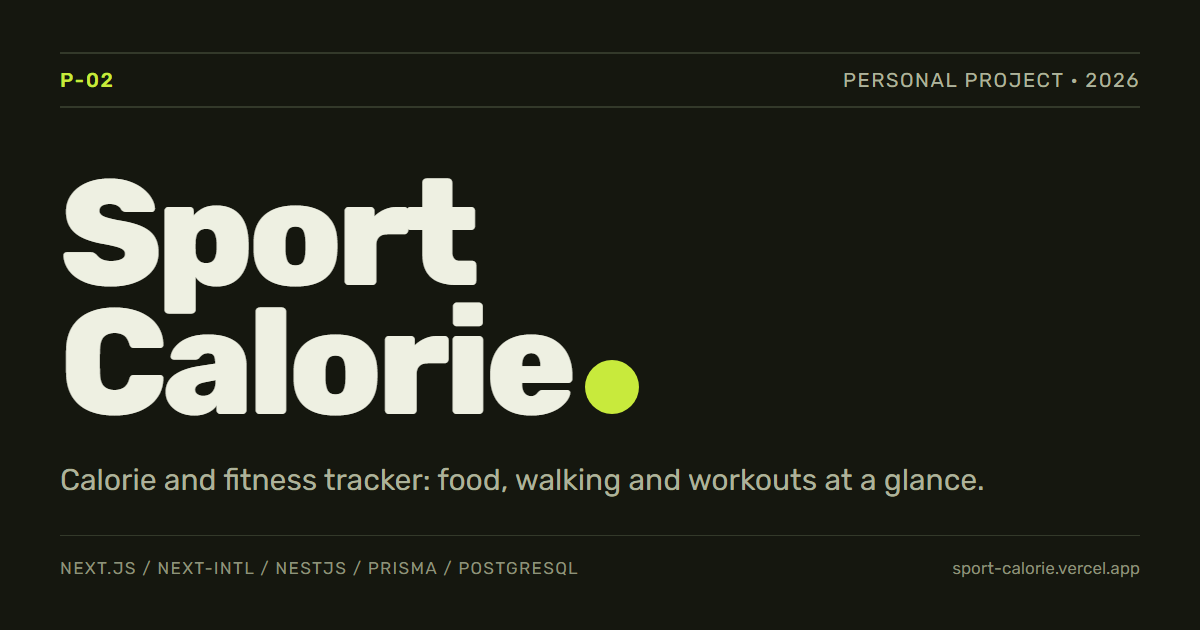 P-02
PERSONAL PROJECT • 2026
Sport
Calorie.
Calorie and fitness tracker: food, walking and workouts at a glance.
NEXT.JS / NEXT-INTL / NESTJS / PRISMA / POSTGRESQL
sport-calorie.vercel.app